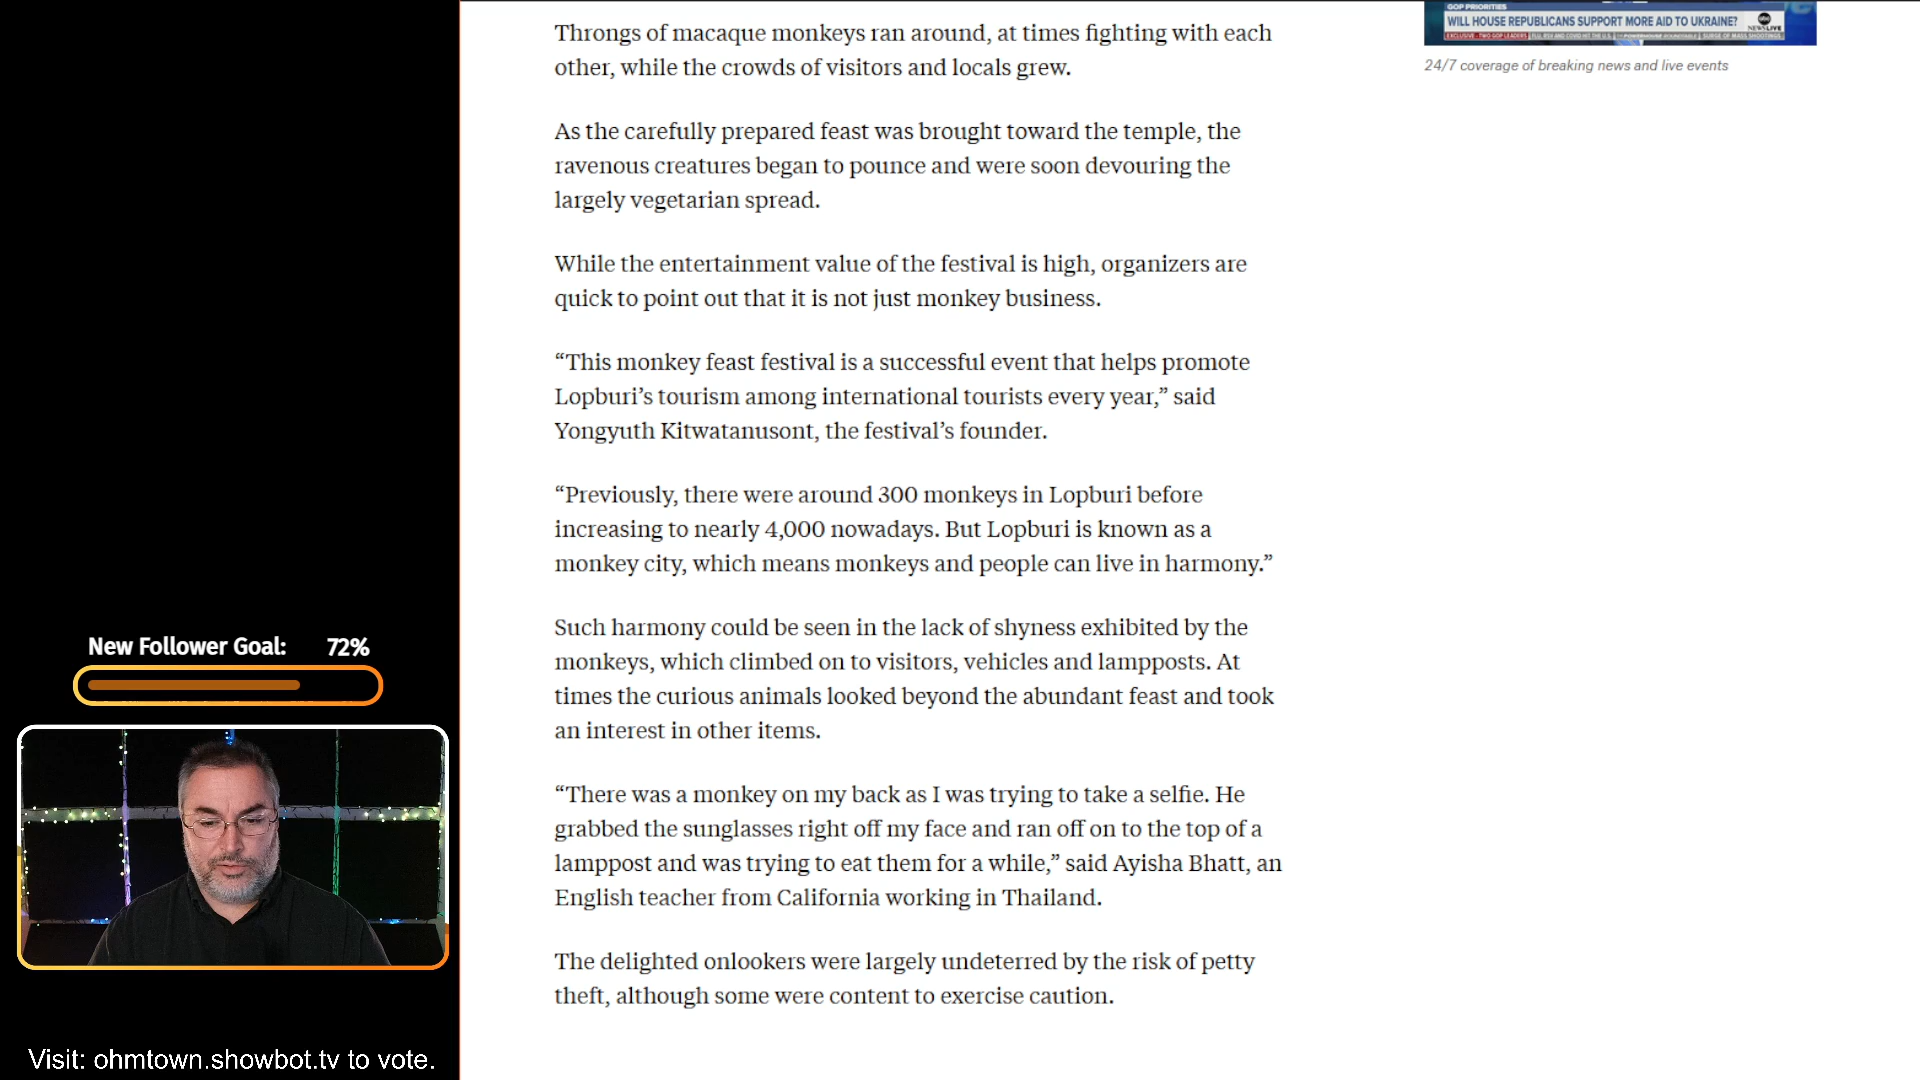 Throngs of macaque monkeys ran around, at times fighting with each
other, while the crowds of visitors and locals grew.
As the carefully prepared feast was brought toward the temple, the
ravenous creatures began to pounce and were soon devouring the
largely vegetarian spread.
While the entertainment value of the festival is high, organizers are
quick to point out that it is not just monkey business.
“This monkey feast festival is a successful event that helps promote
Lopburi’s tourism among international tourists every year,” said
Yongyuth Kitwatanusont, the festival’s founder.
“Previously, there were around 300 monkeys in Lopburi before
increasing to nearly 4,000 nowadays. But Lopburi is known as a
monkey city, which means monkeys and people can live in harmony.”
Such harmony could be seen in the lack of shyness exhibited by the
monkeys, which climbed on to visitors, vehicles and lampposts. At
times the curious animals looked beyond the abundant feast and took
an interest in other items.
“There was a monkey on my back as I was trying to take a selfie. He
grabbed the sunglasses right off my face and ran off on to the top of a
lamppost and was trying to eat them for a while,” said Ayisha Bhatt, an
English teacher from California working in Thailand.
The delighted onlookers were largely undeterred by the risk of petty
theft, although some were content to exercise caution.
GOP PRIORITIES
WILL HOUSE REPUBLICANS SUPPORT MORE AID TO UKRAINE?
abc
NEWS LIVE
EXCLUSIVE - TWO GOP LEADERS
24/7 coverage of breaking news and live events
New Follower Goal: 72%
Visit: ohmtown.showbot.tv to vote.